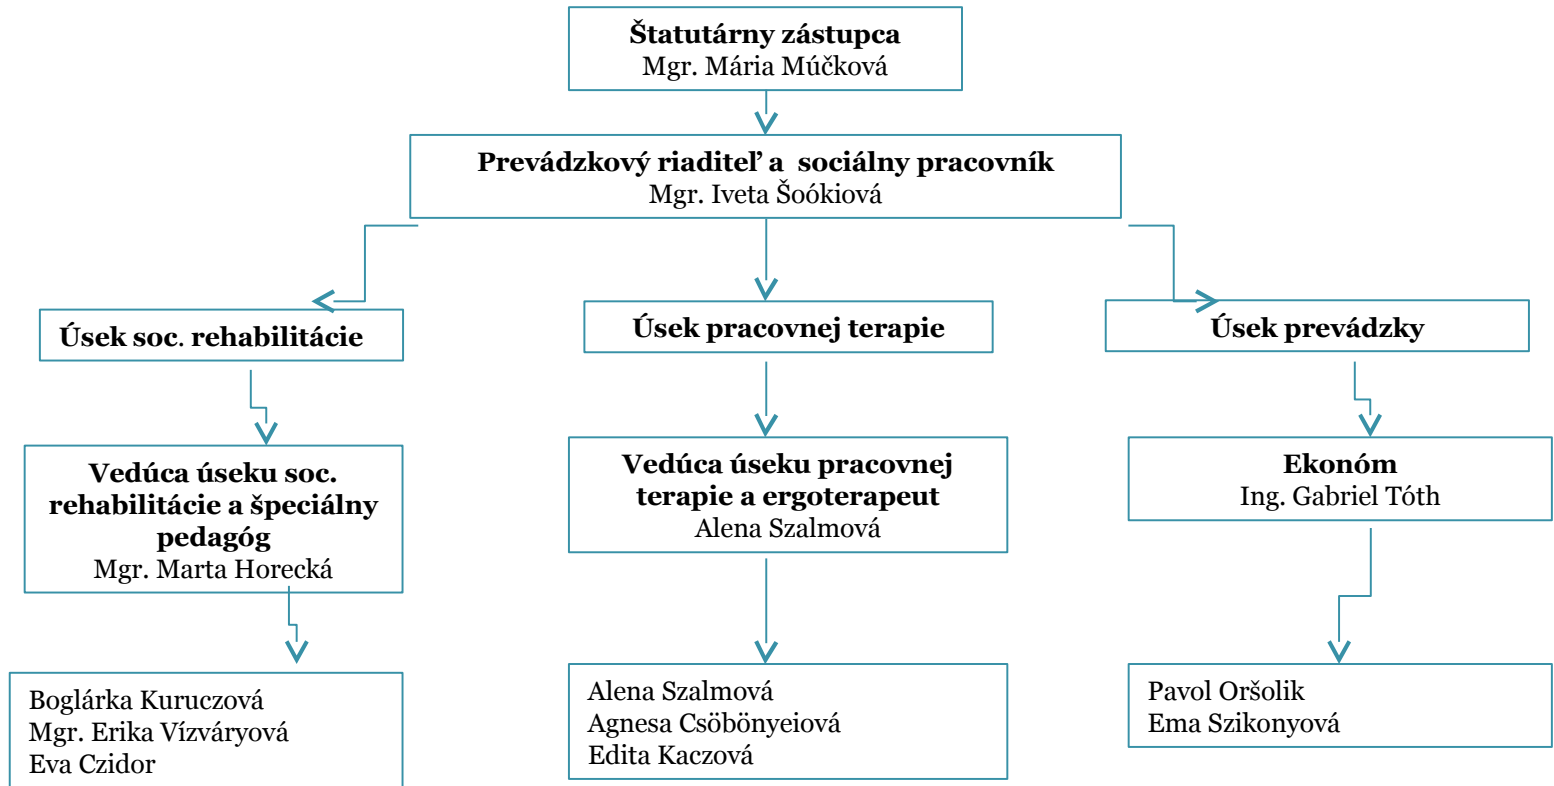 Štatutárny zástupca
Mgr. Mária Múčková
Prevádzkový riaditeľ a  sociálny pracovník
Mgr. Iveta Šoókiová
Úsek soc. rehabilitácie
Úsek pracovnej terapie
Úsek prevádzky
Vedúca úseku soc.
rehabilitácie a špeciálny
pedagóg
Mgr. Marta Horecká
Vedúca úseku pracovnej
terapie a ergoterapeut
Alena Szalmová
Ekonóm
Ing. Gabriel Tóth
Boglárka Kuruczová
Mgr. Erika Vízváryová
Eva Czidor
Alena Szalmová
Agnesa Csöbönyeiová
Edita Kaczová
Pavol Oršolik
Ema Szikonyová